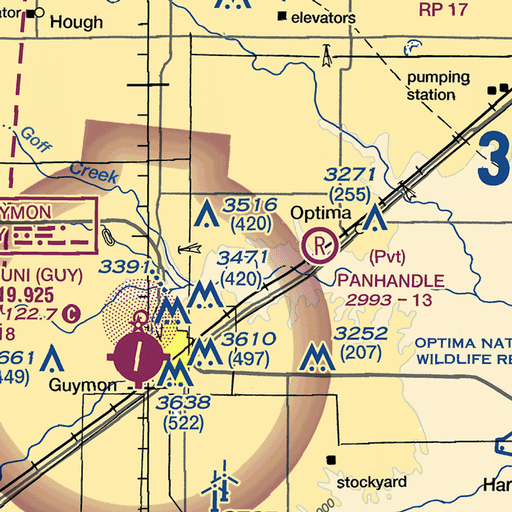 RP 17
elevators
Hough
pumping
station
3
Goff
Creek
3271
(255)
3516
(420)
Optima
YMON
R
(Pvt)
PANHANDLE
2993 - 13
3471
(420)
3391
UNI (GUY)
19.925
122.7 C
3610
(497)
3252
(207)
OPTIMA NAT
WILDLIFE RE
661
449)
Guymon
3638
(522)
stockyard
Har
000